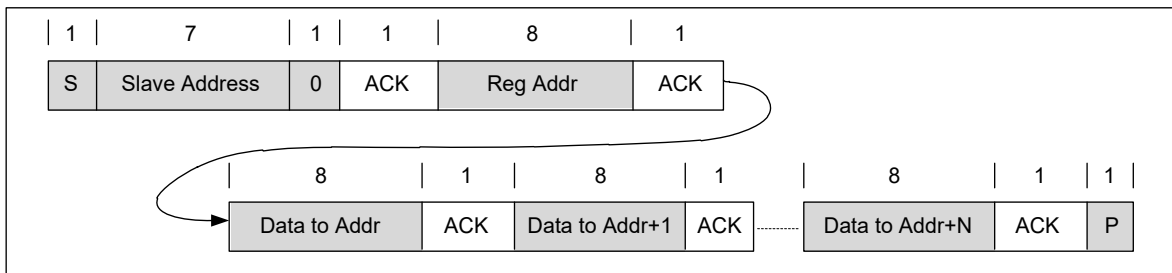 1 7 1 1 8 1
S Slave Address 0 ACK Reg Addr ACK
8 1 8 1 8 1 1
Data to Addr ACK Data to Addr+1 ACK Data to Addr+N ACK P